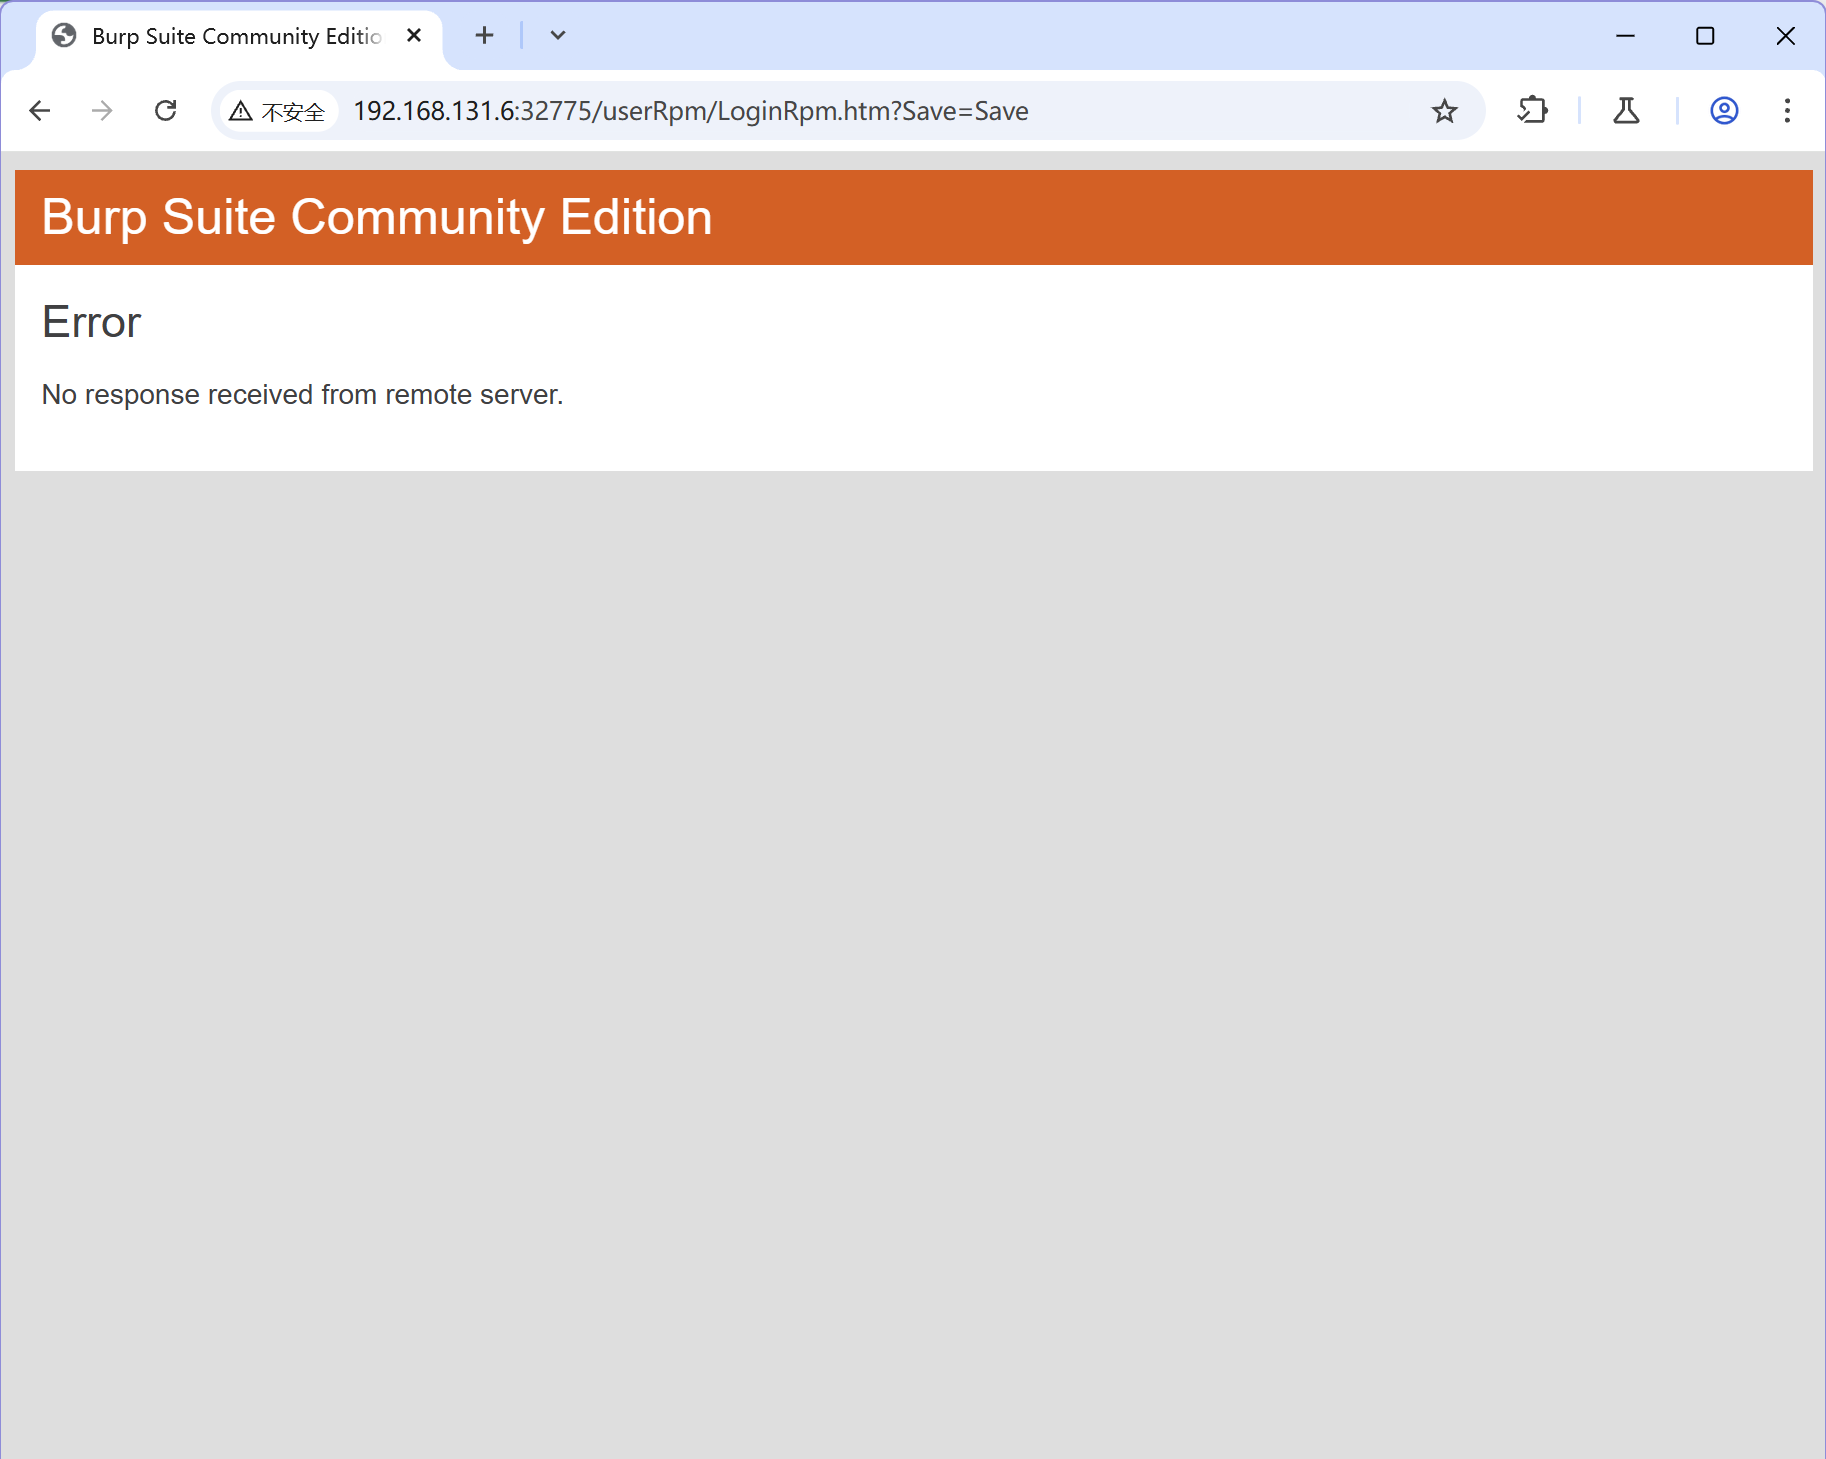 Burp Suite Community Editio
不安全 192.168.131.6:32775/userRpm/LoginRpm.htm?Save=Save
Burp Suite Community Edition
Error
No response received from remote server.